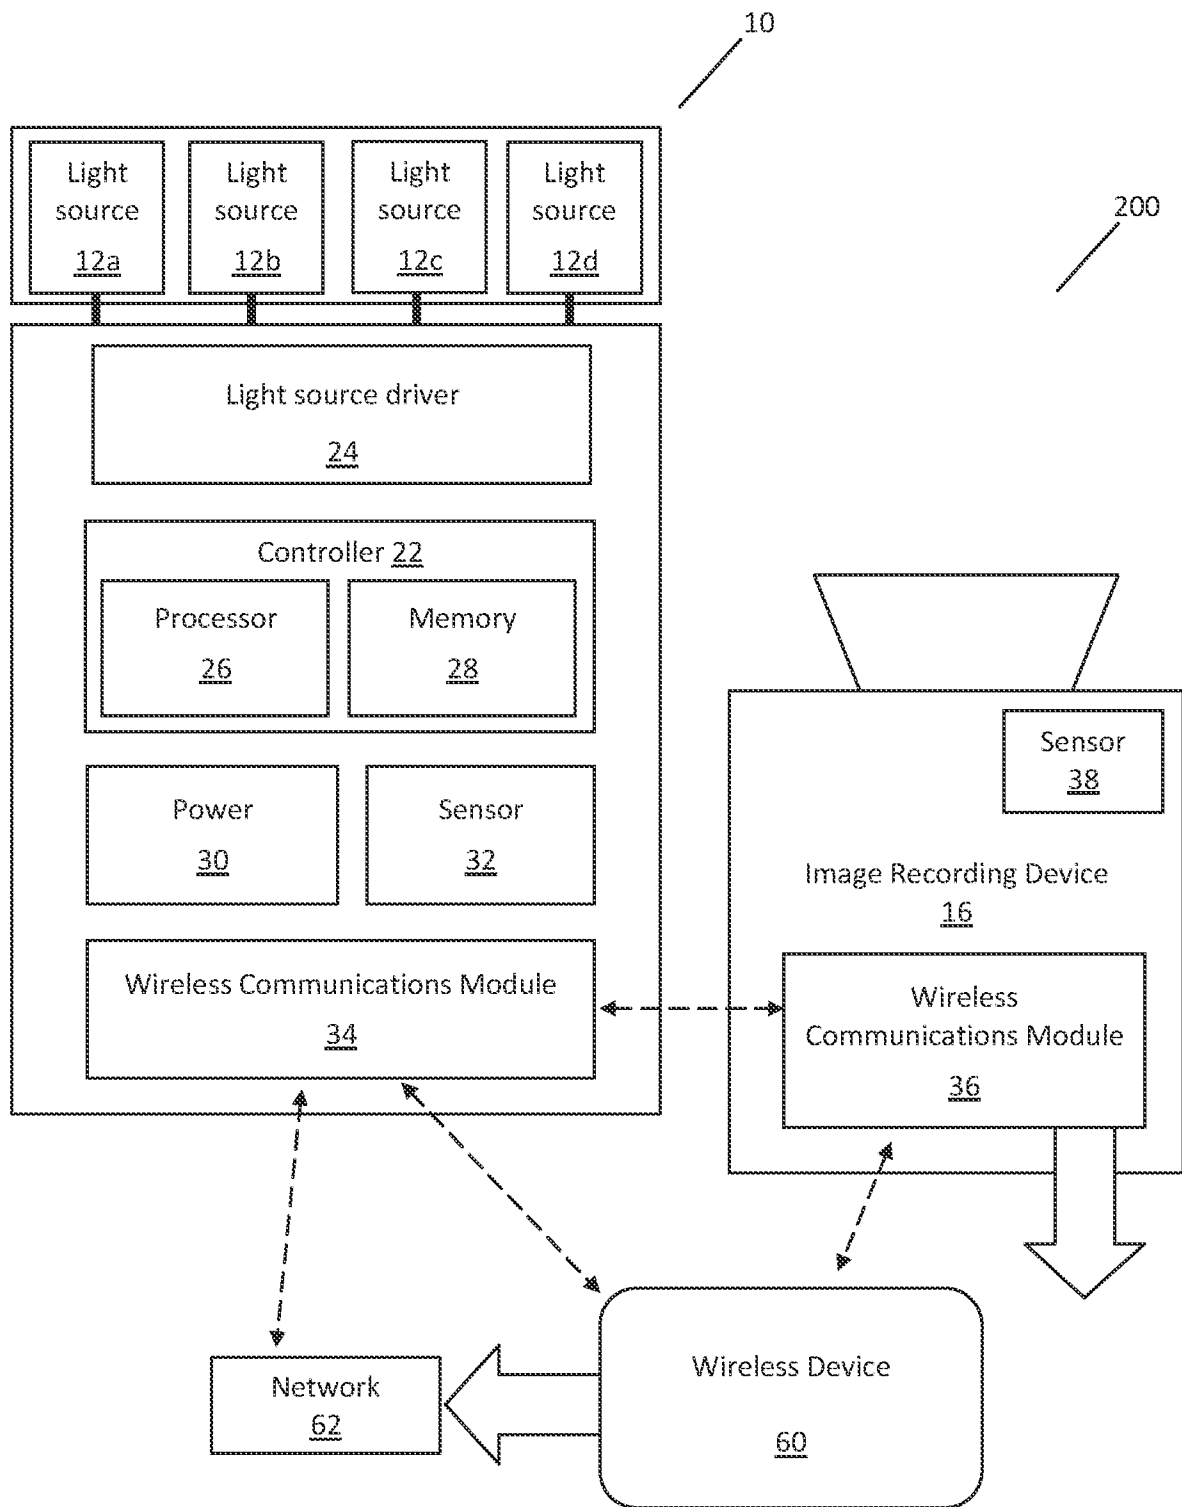 10
200
Light
source
12a
Light
source
12b
Light
source
12c
Light
source
12d
Light source driver
24
Controller 22
Processor
26
Memory
28
Power
30
Sensor
32
Wireless Communications Module
34
Sensor
38
Image Recording Device
16
Wireless
Communications Module
36
Network
62
Wireless Device
60